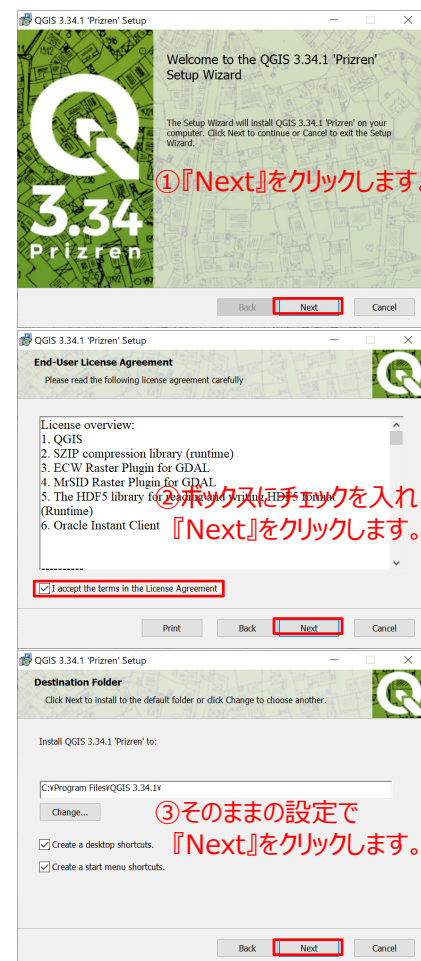 QGIS 3.34.1 'Prizren' Setup
Welcome to the QGIS 3.34.1 'Prizren'
Setup Wizard
The Setup Wizard will install QGIS 3.34.1 'Prizren' on your
computer. Click Next to continue or Cancel to exit the Setup
Wizard.
①『Next』をクリックします。
3.34
Prizren
Back Next Cancel
QGIS 3.34.1 'Prizren' Setup
End-User License Agreement
Please read the following license agreement carefully
License overview:
1. QGIS
2. SZIP compression library (runtime)
3. ECW Raster Plugin for GDAL
4. MrSID Raster Plugin for GDAL
5. The HDF5 library for reading and writing HDF5 format
(Runtime)
6. Oracle Instant Client
----------
②ボックスにチェックを入れ
『Next』をクリックします。
I accept the terms in the License Agreement
Print Back Next Cancel
QGIS 3.34.1 'Prizren' Setup
Destination Folder
Click Next to install to the default folder or click Change to choose another.
Install QGIS 3.34.1 'Prizren' to:
C:¥Program Files¥QGIS 3.34.1¥
Change...
③そのままの設定で
『Next』をクリックします。
Create a desktop shortcuts.
Create a start menu shortcuts.
Back Next Cancel